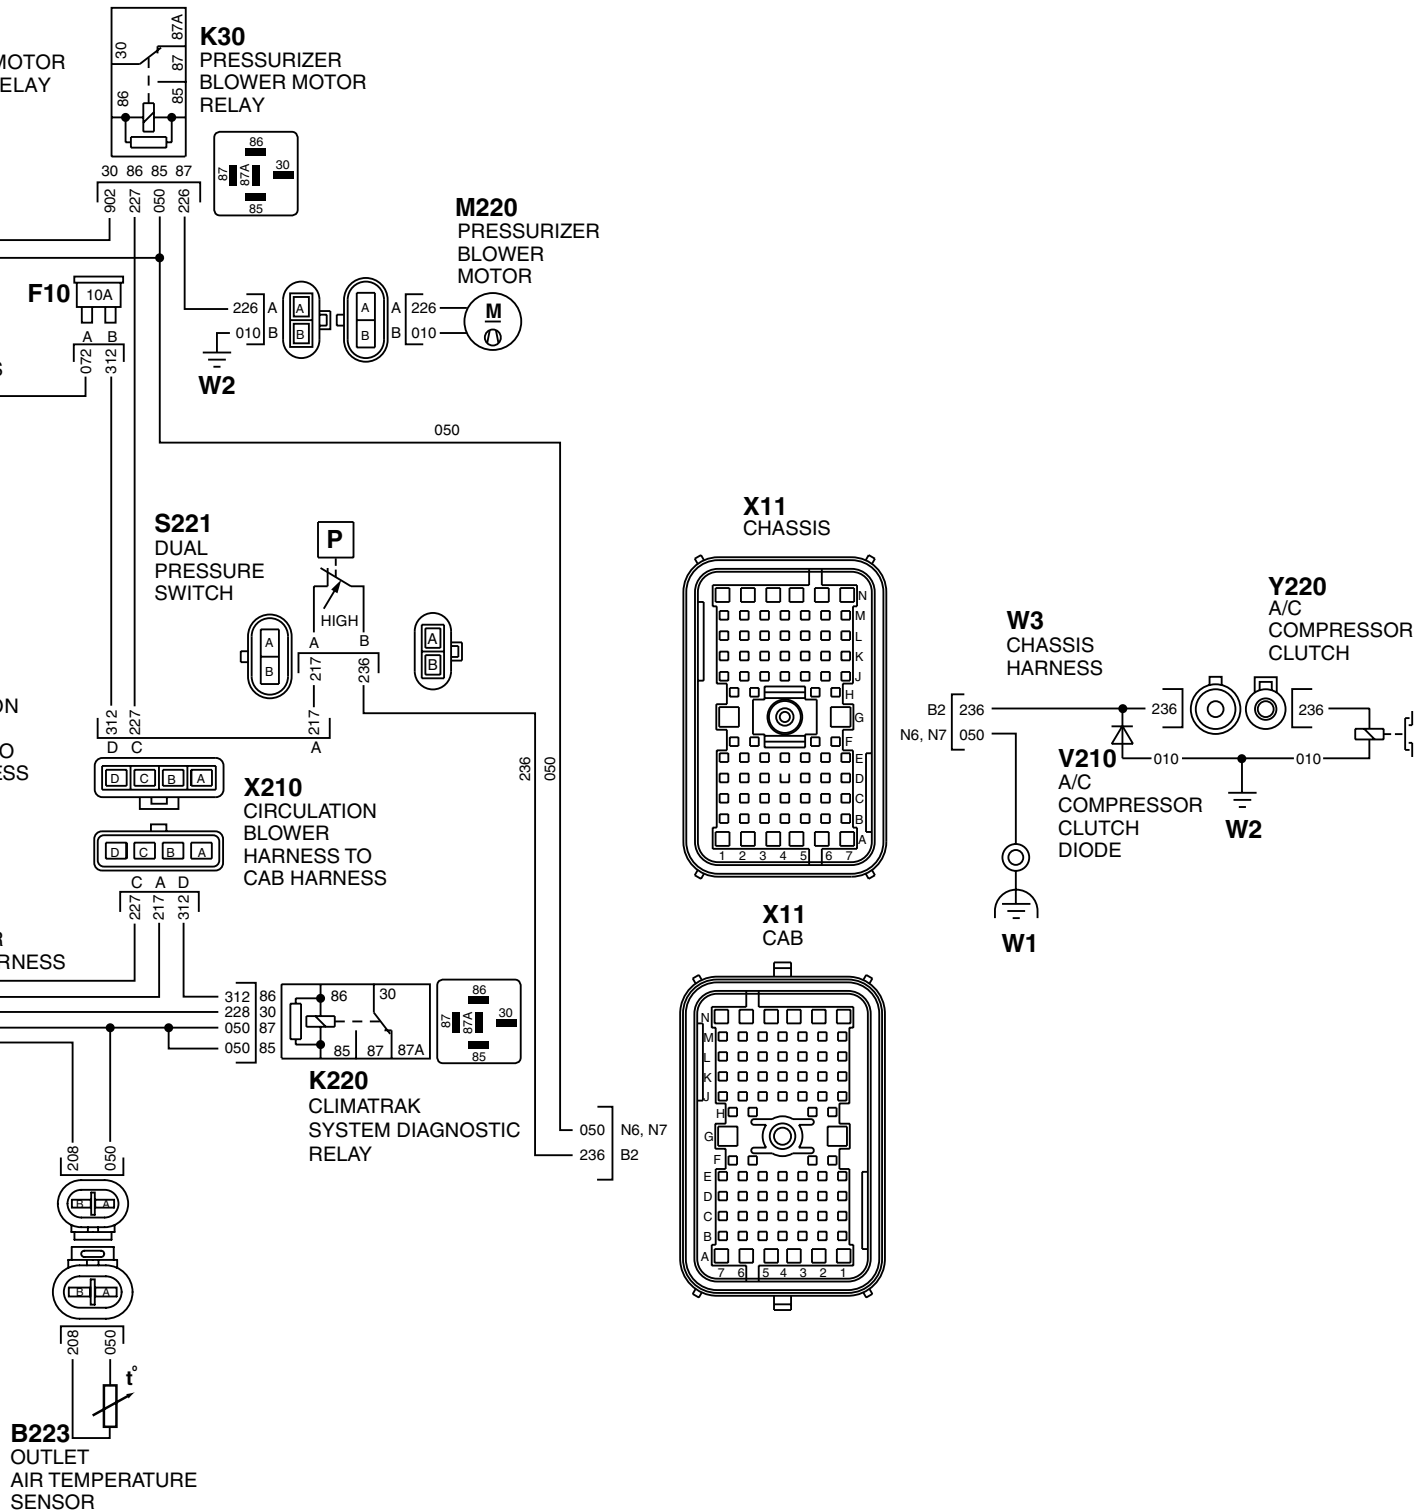 K30
PRESSURIZER
BLOWER MOTOR
RELAY
MOTOR
ELAY
30
87A
87
86
85
30 86 85 87
902
227
050
226
86
87
87A
30
85
M220
PRESSURIZER
BLOWER
MOTOR
F10
10A
A B
072
312
S
226 A
010 B
A
B
A
B
A 226
B 010
M
W2
050
S221
DUAL
PRESSURE
SWITCH
P
HIGH
A
B
A B
217
236
A
B
ON
TO
ESS
312
227
217
D C A
D C B A
X210
CIRCULATION
BLOWER
HARNESS TO
CAB HARNESS
D C B A
C A D
227
217
312
R
RNESS
236
050
X11
CHASSIS
N
M
L
K
J
H
G
F
E
D
C
B
A
1 2 3 4 5 6 7
W3
CHASSIS
HARNESS
B2 236
N6, N7 050
W1
V210
A/C
COMPRESSOR
CLUTCH
DIODE
236
010
010
W2
Y220
A/C
COMPRESSOR
CLUTCH
236
312 86
228 30
050 87
050 85
86 30
85 87 87A
86
87
87A
30
85
K220
CLIMATRAK
SYSTEM DIAGNOSTIC
RELAY
050 N6, N7
236 B2
X11
CAB
N
M
L
K
J
H
G
F
E
D
C
B
A
7 6 5 4 3 2 1
208
050
B A
B A
208
050
t°
B223
OUTLET
AIR TEMPERATURE
SENSOR